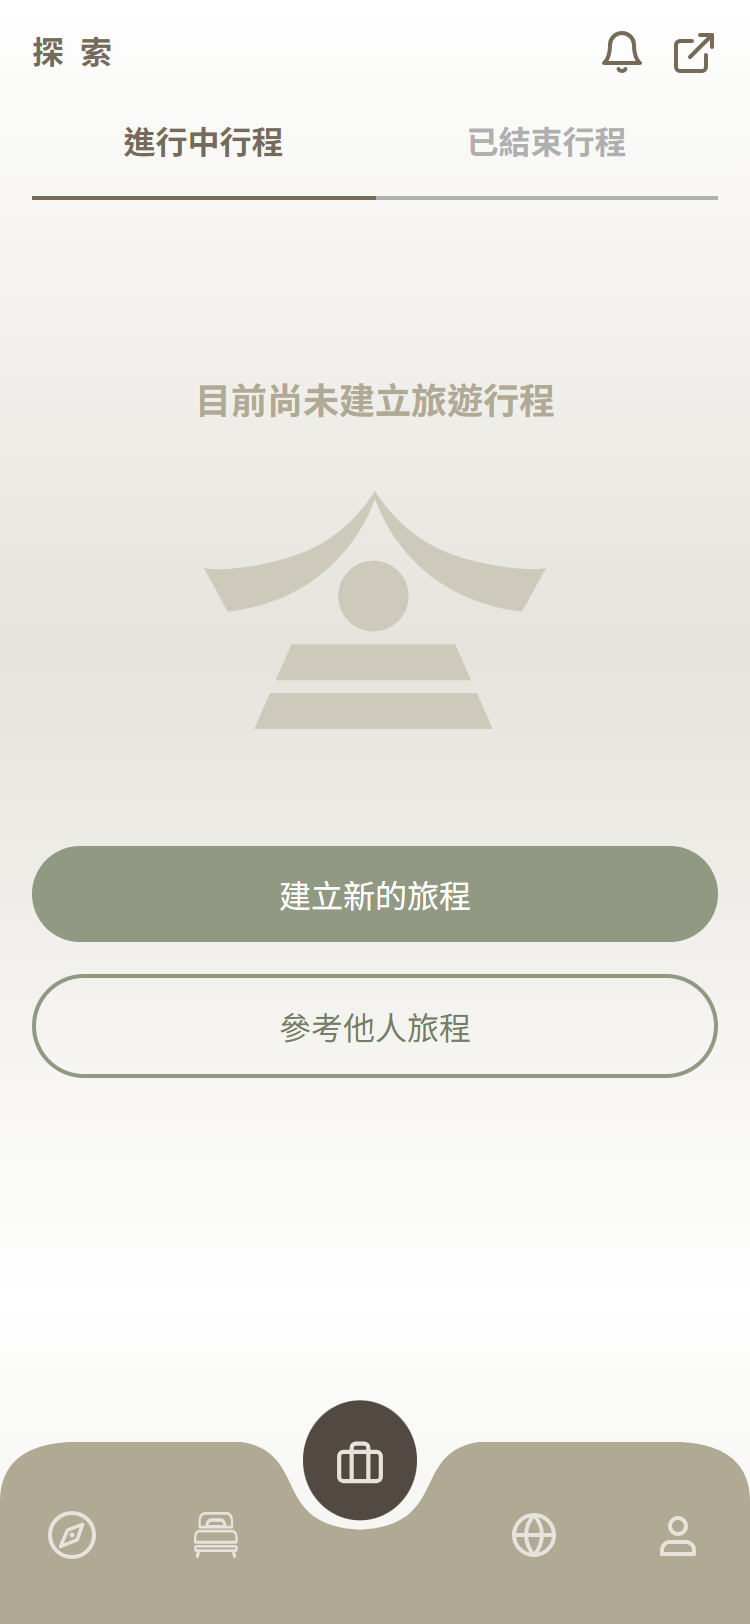 探 索
進行中行程
已結束行程
目前尚未建立旅遊行程
建立新的旅程
參考他人旅程